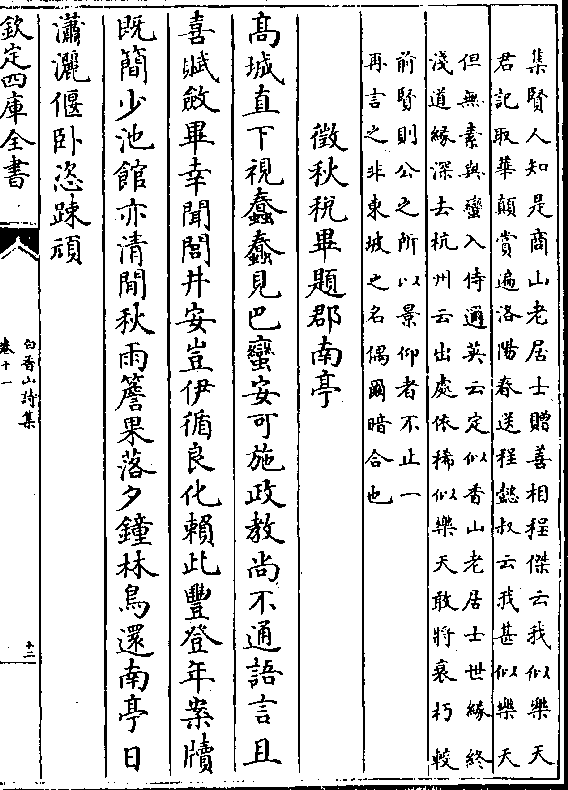 集賢人知是商山老居士贈善相程傑云我似樂天
君記取華顛賞遍洛陽春送程懿叔云我甚似樂天
但無素與蠻入侍邇英云定似香山老居士世緣終
淺道緣深去杭州云出處依稀似樂天敢將衰朽較
前賢則公之所以景仰者不止一
再言之非東坡之名偶爾暗合也
徵秋税畢題郡南亭
髙城直下視蠢蠢見巴蠻安可施政教尚不通語言且
喜賦斂畢幸聞閭井安豈伊循良化賴此豐登年案牘
既簡少池館亦清閒秋雨簷果落夕鐘林鳥還南亭日
瀟灑偃卧恣疎頑
欽定四庫全書
白香山詩集
卷十一
十二